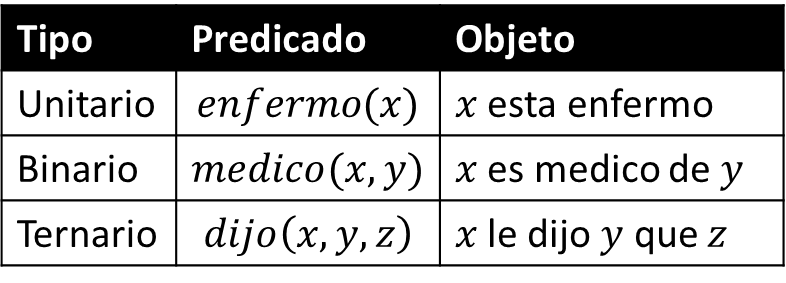 Tipo Predicado Objeto
Unitario enfermo(x) x esta enfermo
Binario medico(x, y) x es medico de y
Ternario dijo(x, y, z) x le dijo y que z